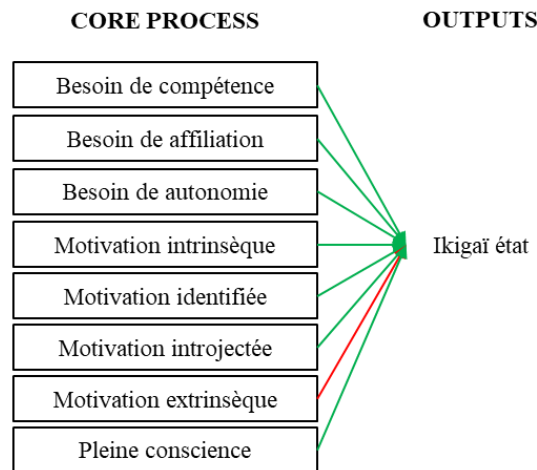 CORE PROCESS
OUTPUTS
Besoin de compétence
Besoin de affiliation
Besoin de autonomie
Motivation intrinsèque
Ikigaï état
Motivation identifiée
Motivation introjectée
Motivation extrinsèque
Pleine conscience